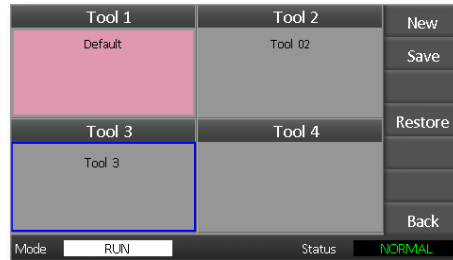 Tool 1
Tool 2
New
Default
Tool 02
Save
Tool 3
Tool 4
Restore
Tool 3
Back
Mode RUN Status NORMAL